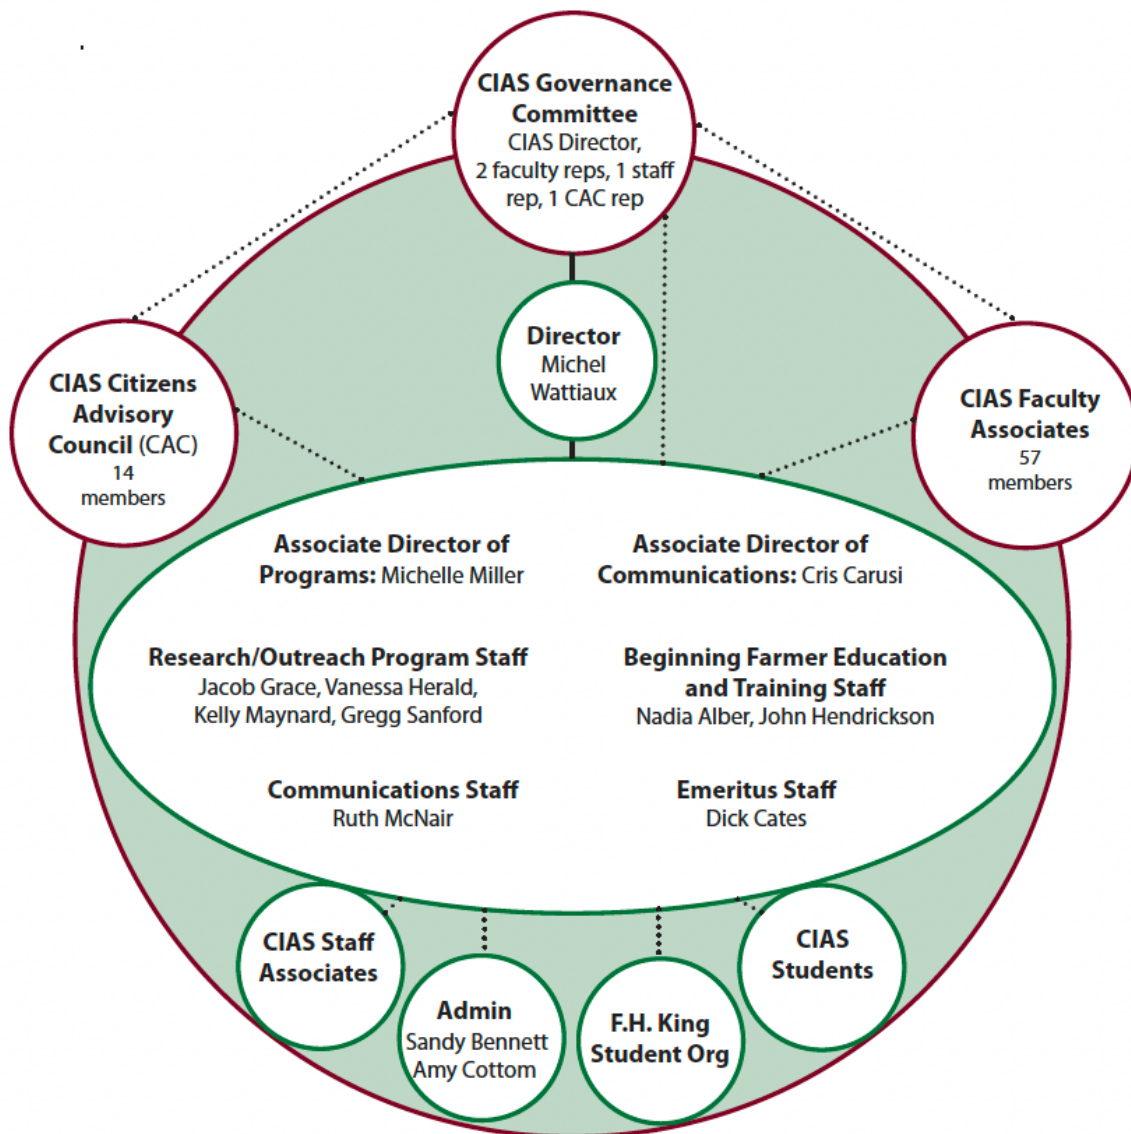 CIAS Governance
Committee
CIAS Director,
2 faculty reps, 1 staff
rep, 1 CAC rep
Director
Michel
Wattiaux
CIAS Citizens
Advisory
Council (CAC)
14
members
CIAS Faculty
Associates
57
members
Associate Director of
Programs: Michelle Miller
Associate Director of
Communications: Cris Carusi
Research/Outreach Program Staff
Jacob Grace, Vanessa Herald,
Kelly Maynard, Gregg Sanford
Beginning Farmer Education
and Training Staff
Nadia Alber, John Hendrickson
Communications Staff
Ruth McNair
Emeritus Staff
Dick Cates
CIAS Staff
Associates
Admin
Sandy Bennett
Amy Cottom
F.H. King
Student Org
CIAS
Students